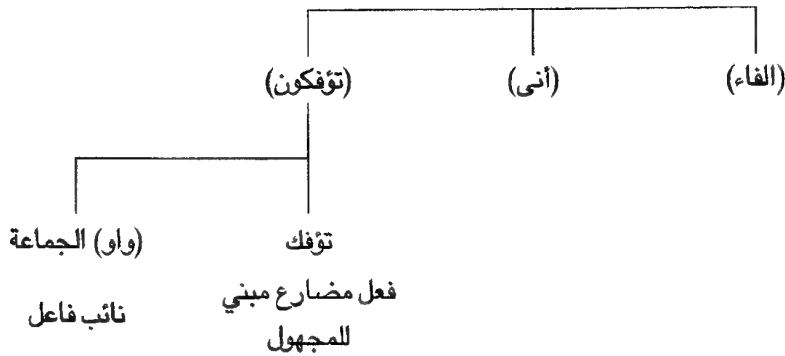 (الفاء) (أنى) (تؤفكون)
تؤفك (واو) الجماعة
فعل مضارع مبني
للمجهول
نائب فاعل